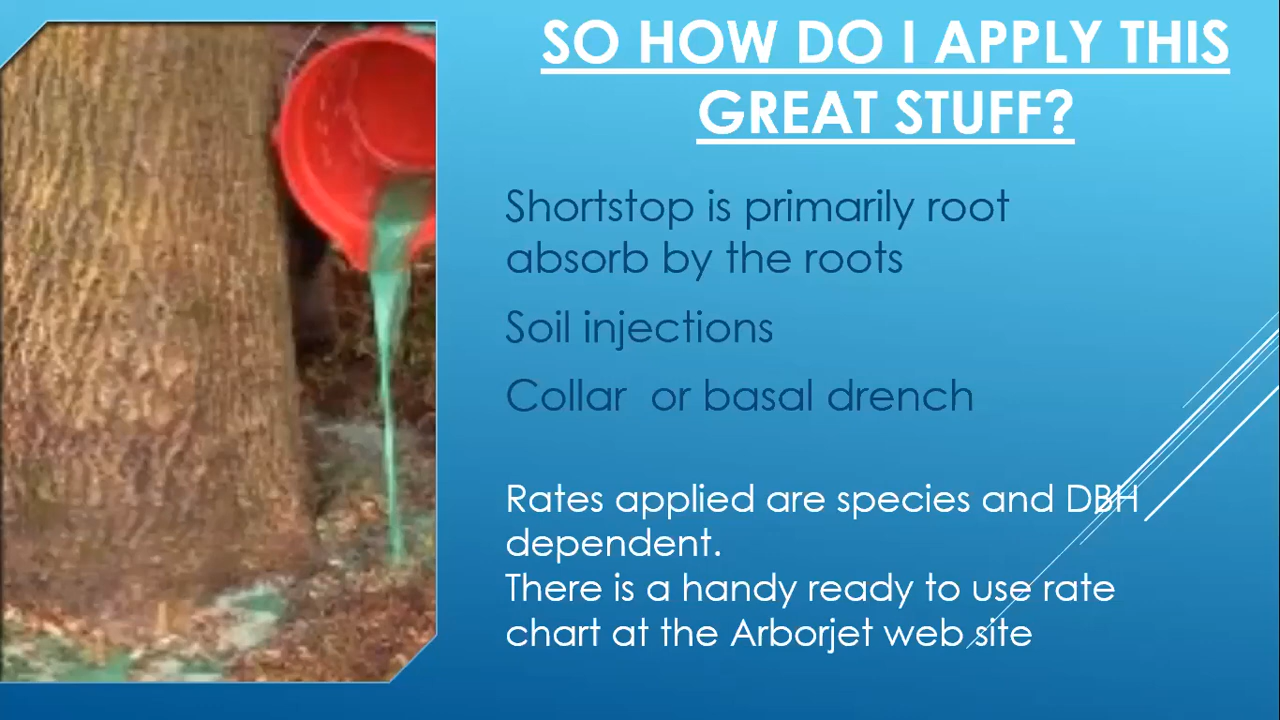 SO HOW DO I APPLY THIS
GREAT STUFF?
Shortstop is primarily root
absorb by the roots
Soil injections
Collar or basal drench
Rates applied are species and DBH
dependent.
There is a handy ready to use rate
chart at the Arborjet web site